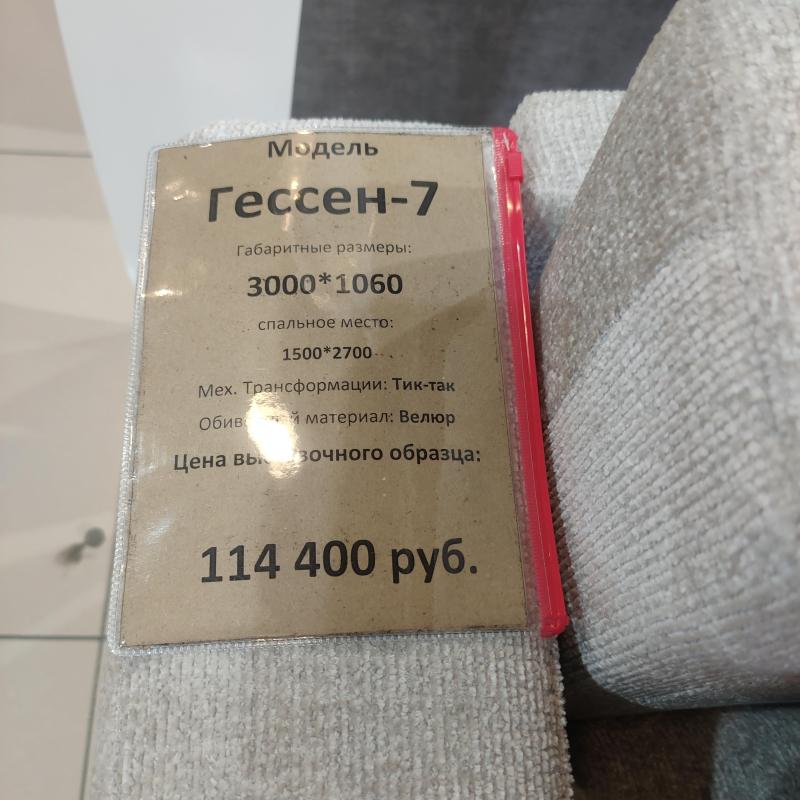 Модель
Гессен-7
Габаритные размеры:
3000*1060
спальное место:
1500*2700
Мех. Трансформации: Тик-так
материал: Велюр
Цена образца:
114 400 руб.